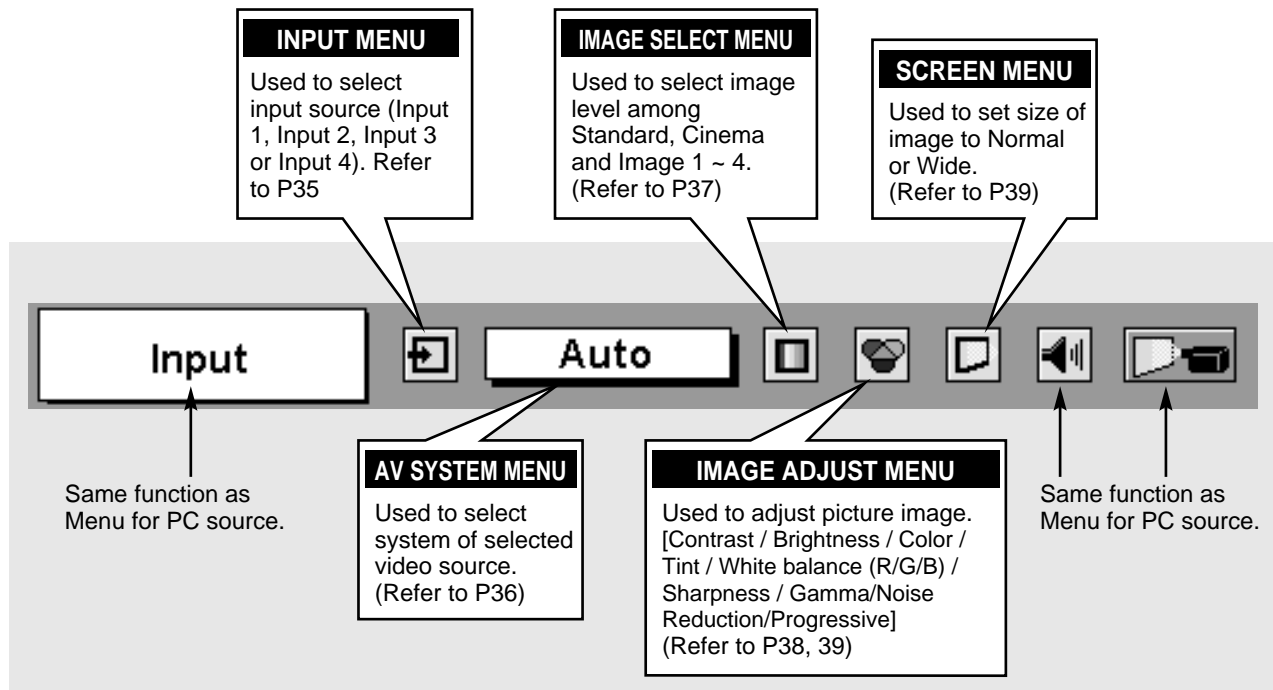 INPUT MENU
Used to select
input source (Input
1, Input 2, Input 3
or Input 4). Refer
to P35
IMAGE SELECT MENU
Used to select image
level among
Standard, Cinema
and Image 1 ~ 4.
(Refer to P37)
SCREEN MENU
Used to set size of
image to Normal
or Wide.
(Refer to P39)
Input
Auto
Same function as
Menu for PC source.
AV SYSTEM MENU
Used to select
system of selected
video source.
(Refer to P36)
IMAGE ADJUST MENU
Used to adjust picture image.
[Contrast / Brightness / Color /
Tint / White balance (R/G/B) /
Sharpness / Gamma/Noise
Reduction/Progressive]
(Refer to P38, 39)
Same function as
Menu for PC source.